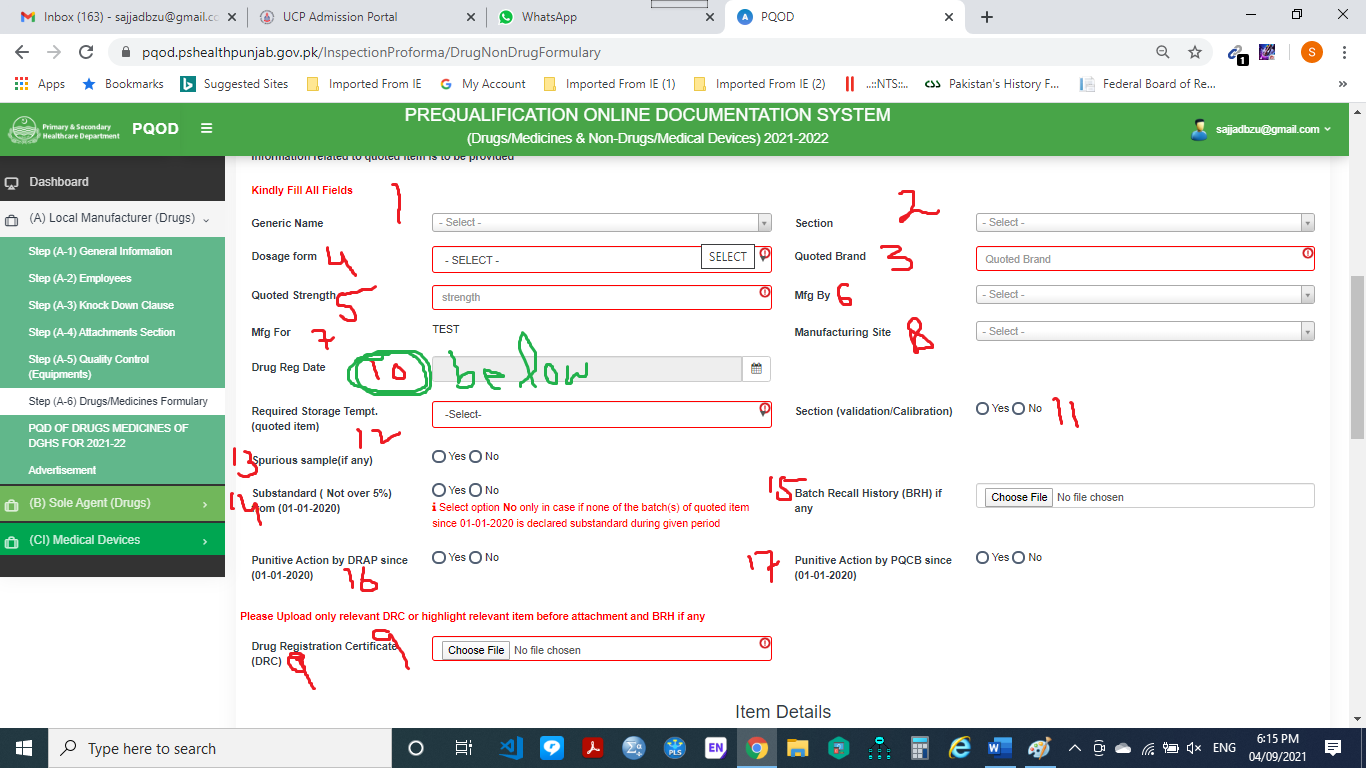 Inbox (163) - sajjadbzu@gmail.co
UCP Admission Portal
WhatsApp
PQOD
pqod.pshealthpunjab.gov.pk/InspectionProforma/DrugNonDrugFormulary
S
1
Apps
Bookmarks
Suggested Sites
Imported From IE
My Account
Imported From IE (1)
Imported From IE (2)
..::NTS::..
Pakistan's History F...
Federal Board of Re...
Primary & Secondary
Healthcare Department
PQOD
PREQUALIFICATION ONLINE DOCUMENTATION SYSTEM
(Drugs/Medicines & Non-Drugs/Medical Devices) 2021-2022
sajjadbzu@gmail.com
Dashboard
(A) Local Manufacturer (Drugs)
Step (A-1) General Information
Step (A-2) Employees
Step (A-3) Knock Down Clause
Step (A-4) Attachments Section
Step (A-5) Quality Control
(Equipments)
Step (A-6) Drugs/Medicines Formulary
PQD OF DRUGS MEDICINES OF
DGHS FOR 2021-22
Advertisement
(B) Sole Agent (Drugs)
(CI) Medical Devices
Information related to quoted item is to be provided
Kindly Fill All Fields
Generic Name 1 - Select -
Section 2 - Select -
Dosage form 4 - SELECT - SELECT
Quoted Brand 3 Quoted Brand
Quoted Strength 5 strength
Mfg By 6 - Select -
Mfg For 7 TEST
Manufacturing Site 8 - Select -
Drug Reg Date 10 below
Required Storage Tempt.
(quoted item) 12 -Select-
Section (validation/Calibration) Yes No 11
13 Spurious sample(if any) Yes No
14 Substandard ( Not over 5%)
from (01-01-2020) Yes No
Select option No only in case if none of the batch(s) of quoted item
since 01-01-2020 is declared substandard during given period
15 Batch Recall History (BRH) if
any
Choose File No file chosen
Punitive Action by DRAP since
(01-01-2020) 16 Yes No
17 Punitive Action by PQCB since
(01-01-2020) Yes No
Please Upload only relevant DRC or highlight relevant item before attachment and BRH if any
Drug Registration Certificate 9
(DRC) 9
Choose File No file chosen
Item Details
Type here to search
EN
PLS
ENG
6:15 PM
04/09/2021